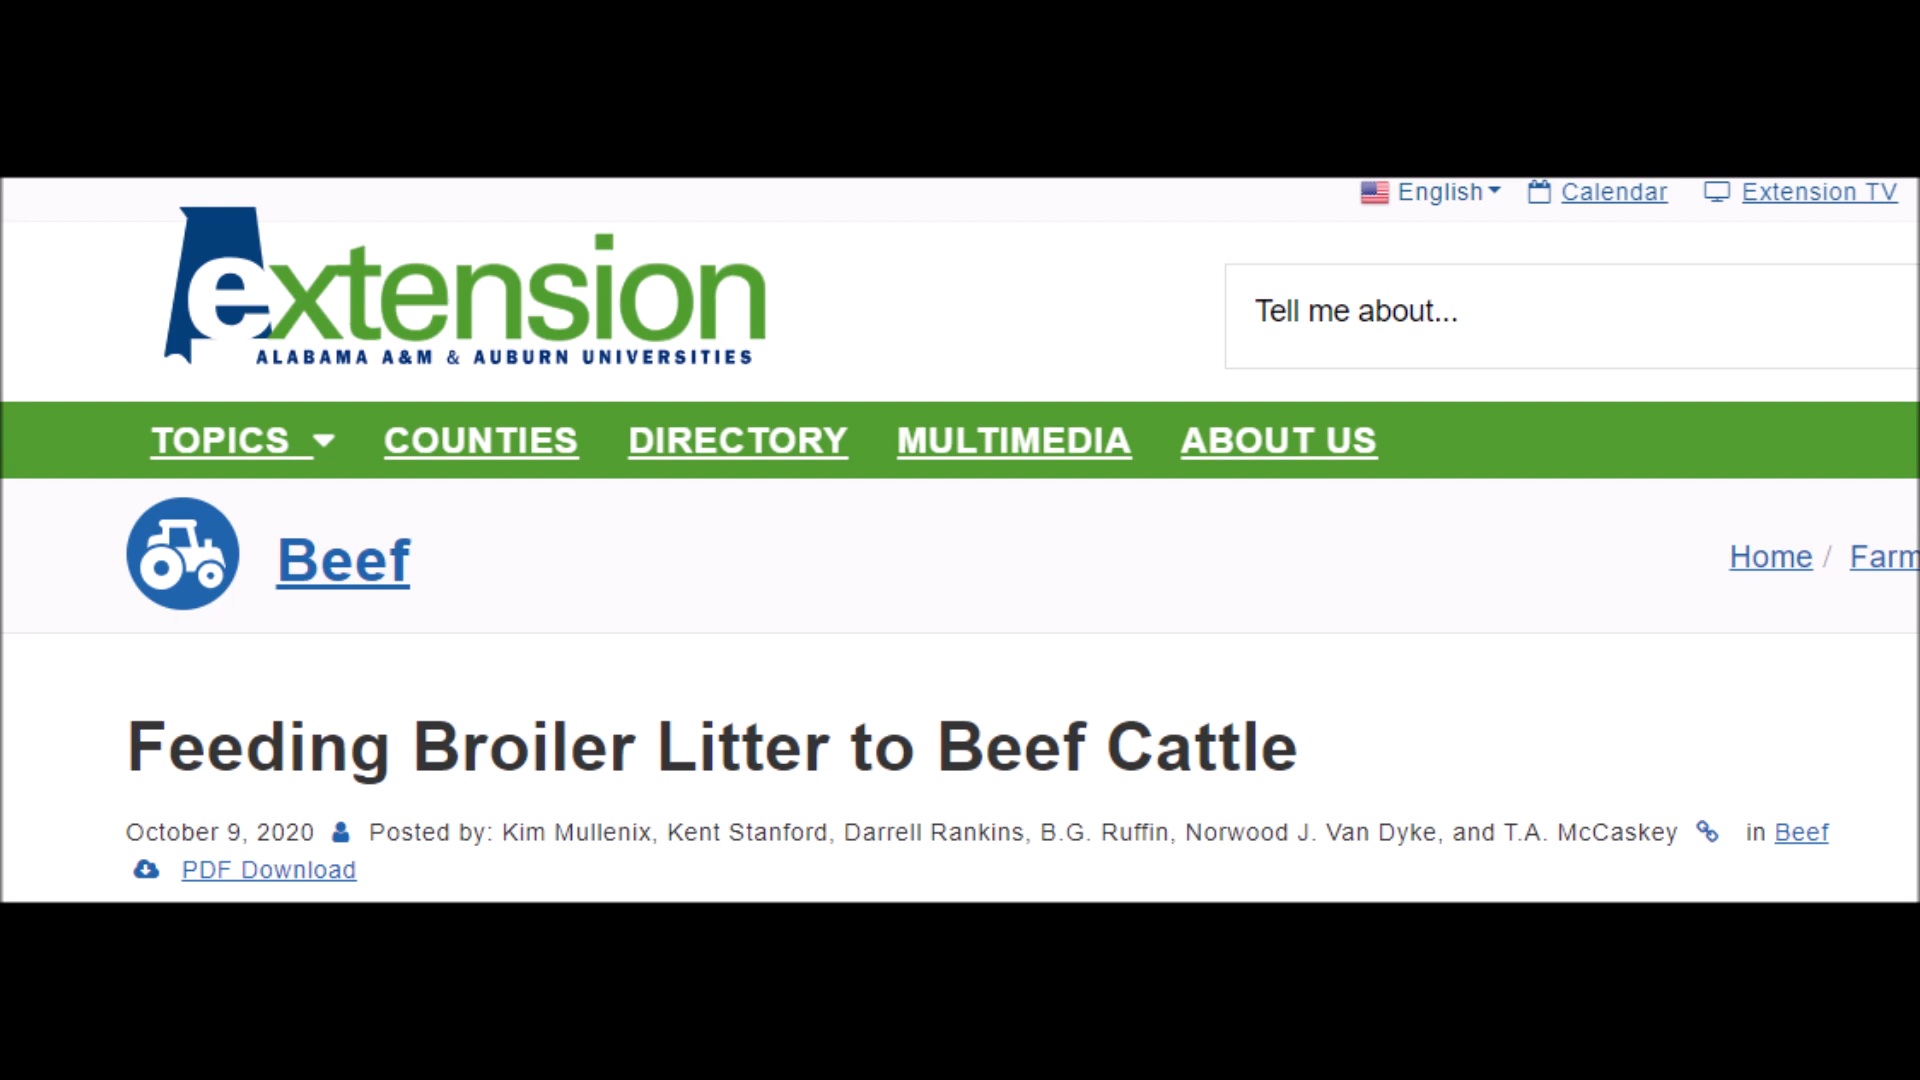 English Calendar Extension TV
extension
ALABAMA A&M & AUBURN UNIVERSITIES
Tell me about...
TOPICS COUNTIES DIRECTORY MULTIMEDIA ABOUT US
Beef
Home / Farm
Feeding Broiler Litter to Beef Cattle
October 9, 2020 Posted by: Kim Mullenix, Kent Stanford, Darrell Rankins, B.G. Ruffin, Norwood J. Van Dyke, and T.A. McCaskey in Beef
PDF Download